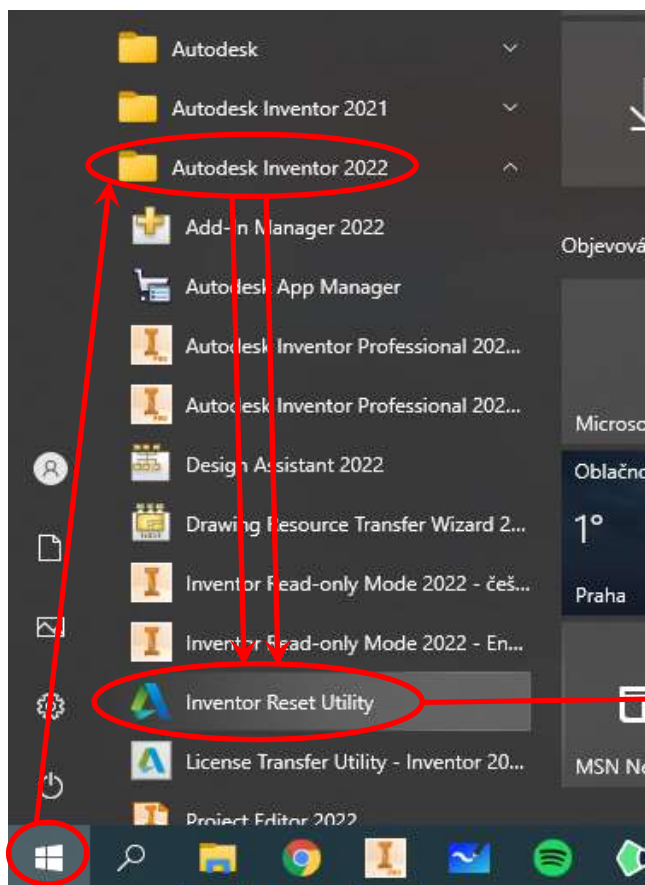 Autodesk
Autodesk Inventor 2021
Autodesk Inventor 2022
Add-in Manager 2022
Autodesk App Manager
Autodesk Inventor Professional 202...
Autodesk Inventor Professional 202...
Design Assistant 2022
Drawing Resource Transfer Wizard 2...
Inventor Read-only Mode 2022 - češ...
Inventor Read-only Mode 2022 - En...
Inventor Reset Utility
License Transfer Utility - Inventor 20...
Project Editor 2022
Objevová
Microso
Oblačno
1°
Praha
MSN Ne